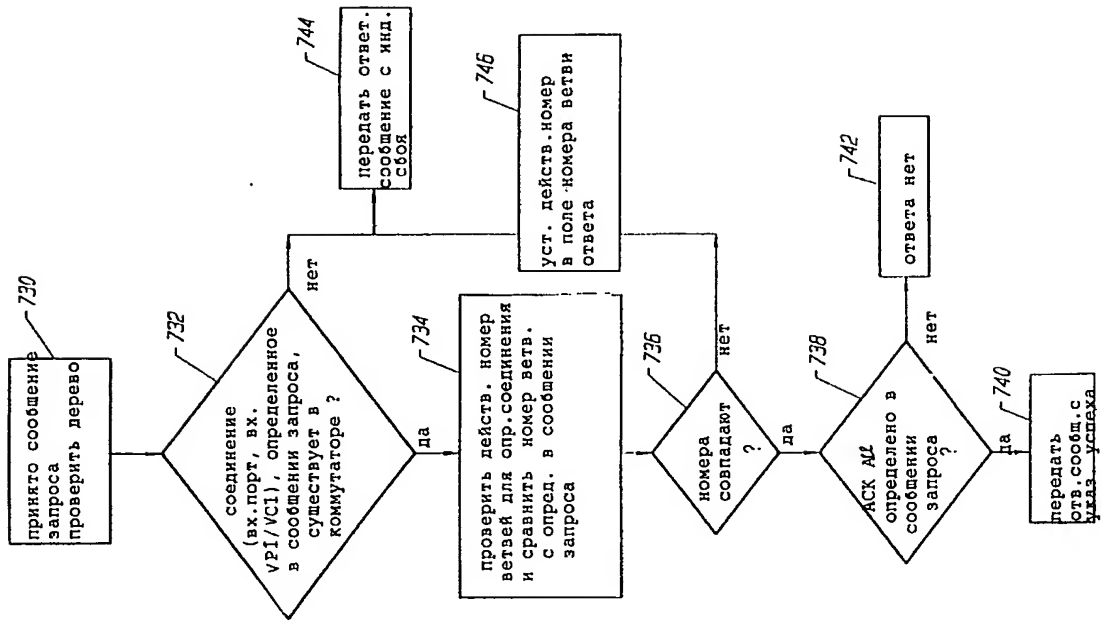 730
принято сообщение
запроса
проверить дерево
732
соединение
(вх.порт, вх.
VPI/VCI), определенное
в сообщении запроса,
существует в
коммутаторе ?
нет
да
744
передать ответ.
сообщение с инд.
сбоя
734
проверить действ. номер
ветвей для опр.соединения
и сравнить номер ветв.
с опред. в сообщении
запроса
746
уст. действ.номер
в поле номера ветви
ответа
736
номера
совпадают
?
нет
да
738
ACK All
определено в
сообщении
запроса
?
нет
да
742
ответа нет
740
передать
отв.сообщ.с
указ. успеха